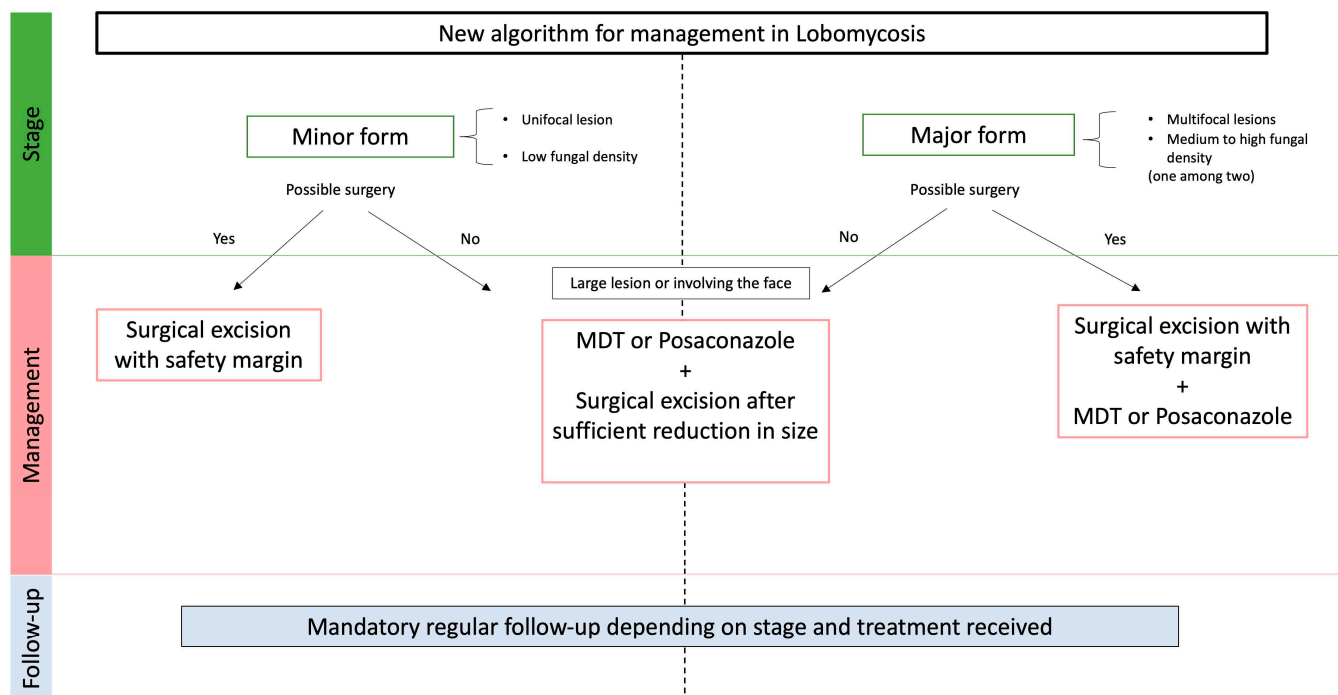 New algorithm for management in Lobomycosis
Stage
Minor form
• Unifocal lesion
• Low fungal density
Major form
• Multifocal lesions
• Medium to high fungal
density
(one among two)
Possible surgery
Possible surgery
Yes
No
No
Yes
Management
Large lesion or involving the face
Surgical excision
with safety margin
MDT or Posaconazole
+
Surgical excision after
sufficient reduction in size
Surgical excision with
safety margin
+
MDT or Posaconazole
Follow-up
Mandatory regular follow-up depending on stage and treatment received